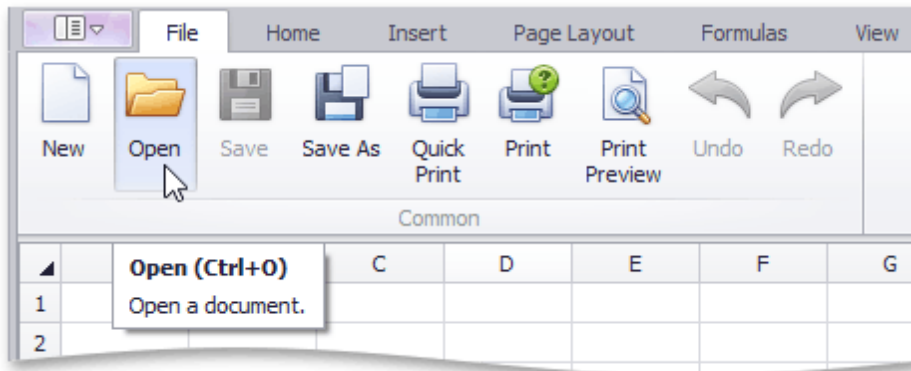 File Home Insert Page Layout Formulas View
New Open Save Save As Quick Print Print Print Preview Undo Redo
Common
C D E F G
Open (Ctrl+O)
1
Open a document.
2